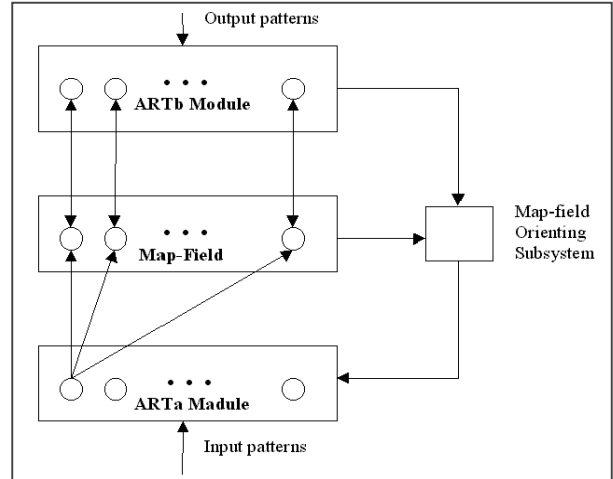 Output patterns
• • •
ARTb Module
• • •
Map-Field
Map-field
Orienting
Subsystem
• • •
ARTa Madule
Input patterns